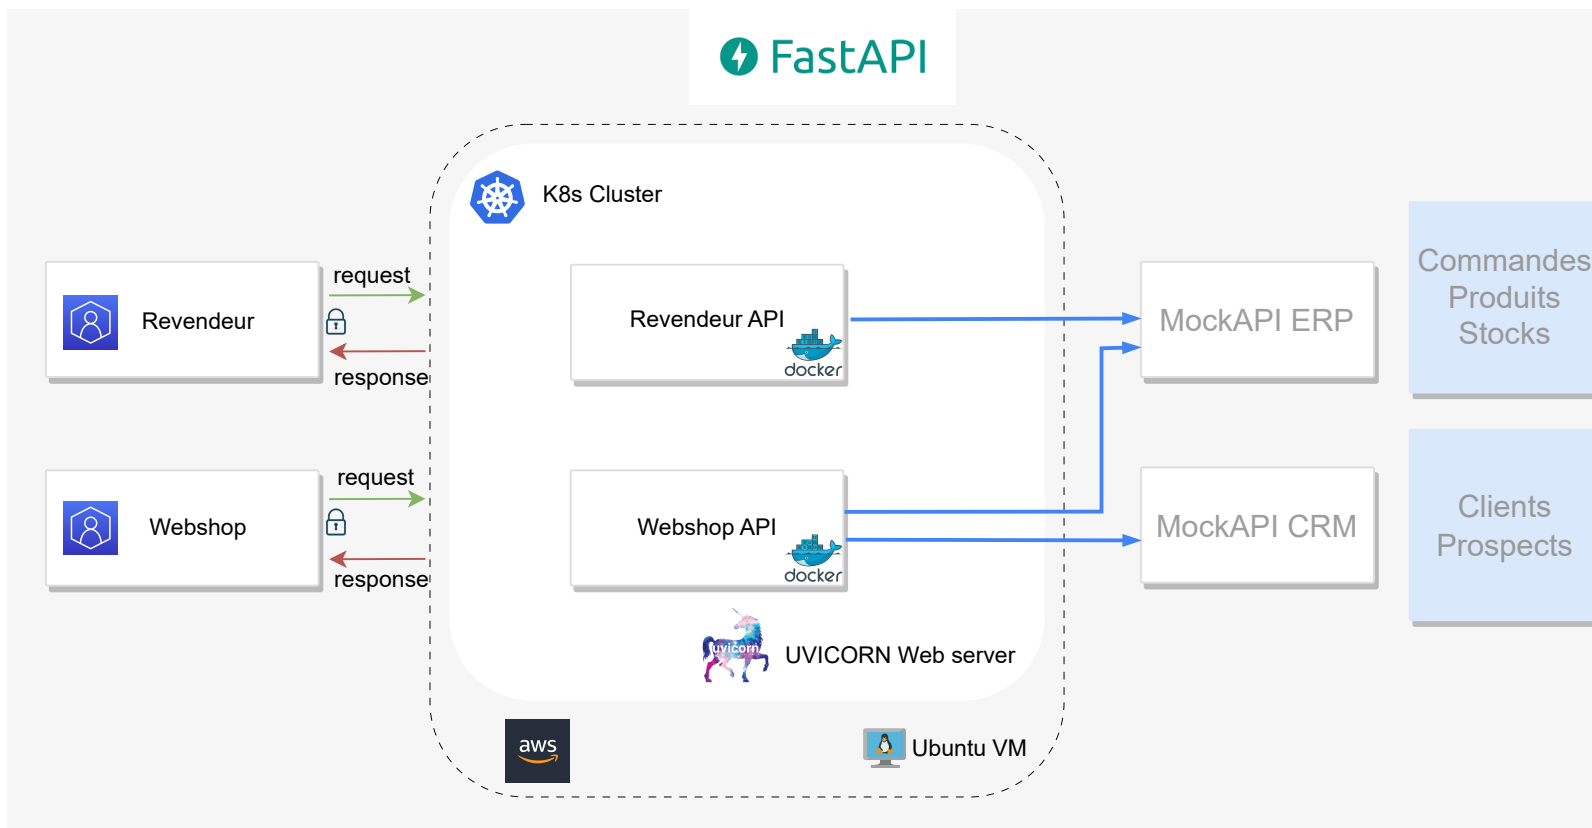 FastAPI
K8s Cluster
Revendeur
request
response
Revendeur API
docker
MockAPI ERP
Commandes
Produits
Stocks
Webshop
request
response
Webshop API
docker
MockAPI CRM
Clients
Prospects
uvicorn
UVICORN Web server
aws
Ubuntu VM